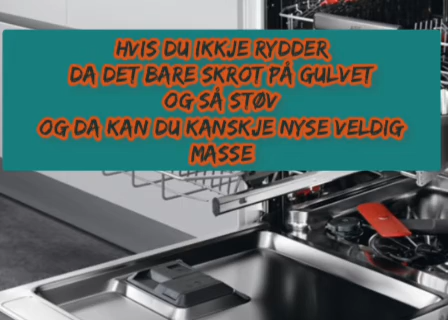 HVIS DU IKKJE RYDDER
DA DET BARE SKROT PÅ GULVET
OG SÅ STØV
OG DA KAN DU KANSKJE NYSE VELDIG
MASSE